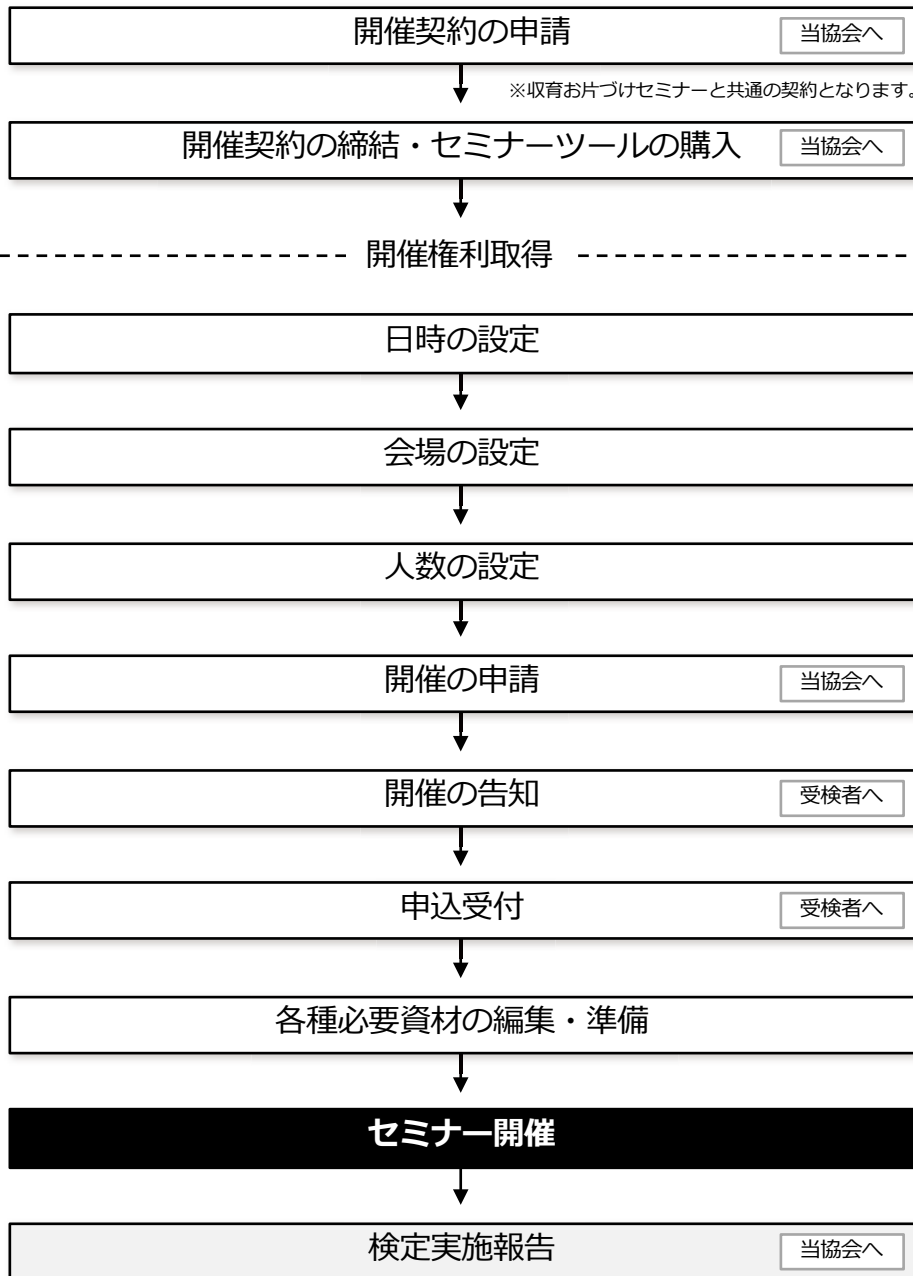 開催契約の申請 当協会へ
※収育お片づけセミナーと共通の契約となります。
開催契約の締結・セミナーツールの購入 当協会へ
開催権利取得
日時の設定
会場の設定
人数の設定
開催の申請 当協会へ
開催の告知 受検者へ
申込受付 受検者へ
各種必要資材の編集・準備
セミナー開催
検定実施報告 当協会へ